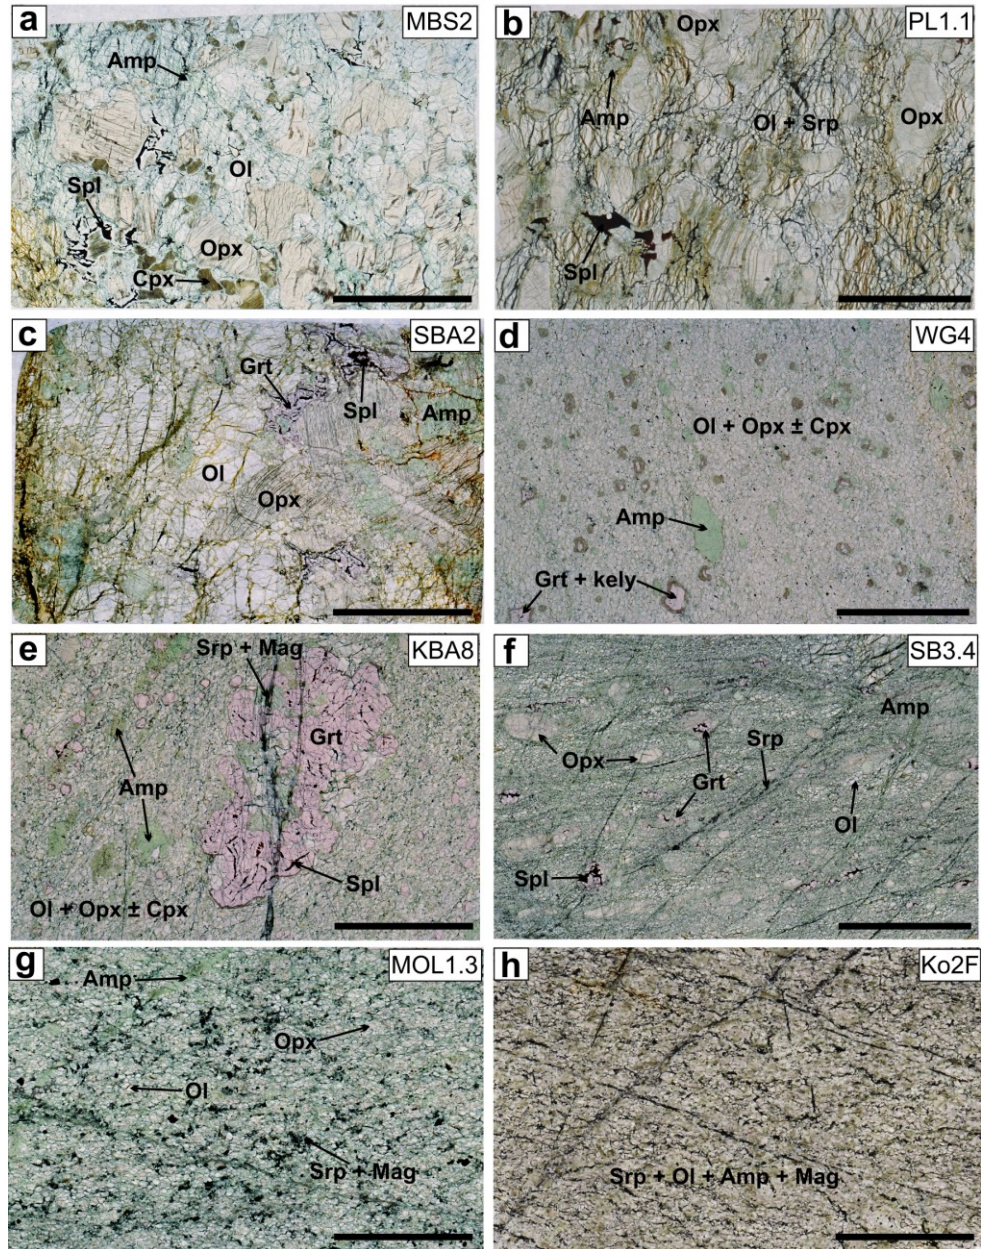 a
MBS2
Amp
Ol
Spl
Opx
Cpx
b
PL1.1
Opx
Amp
Ol + Srp
Opx
Spl
c
SBA2
Grt
Spl
Amp
Ol
Opx
d
WG4
Ol + Opx ± Cpx
Amp
Grt + kely
e
KBA8
Srp + Mag
Grt
Amp
Spl
Ol + Opx ± Cpx
f
SB3.4
Amp
Opx
Srp
Grt
Ol
Spl
g
MOL1.3
Amp
Opx
Ol
Srp + Mag
h
Ko2F
Srp + Ol + Amp + Mag